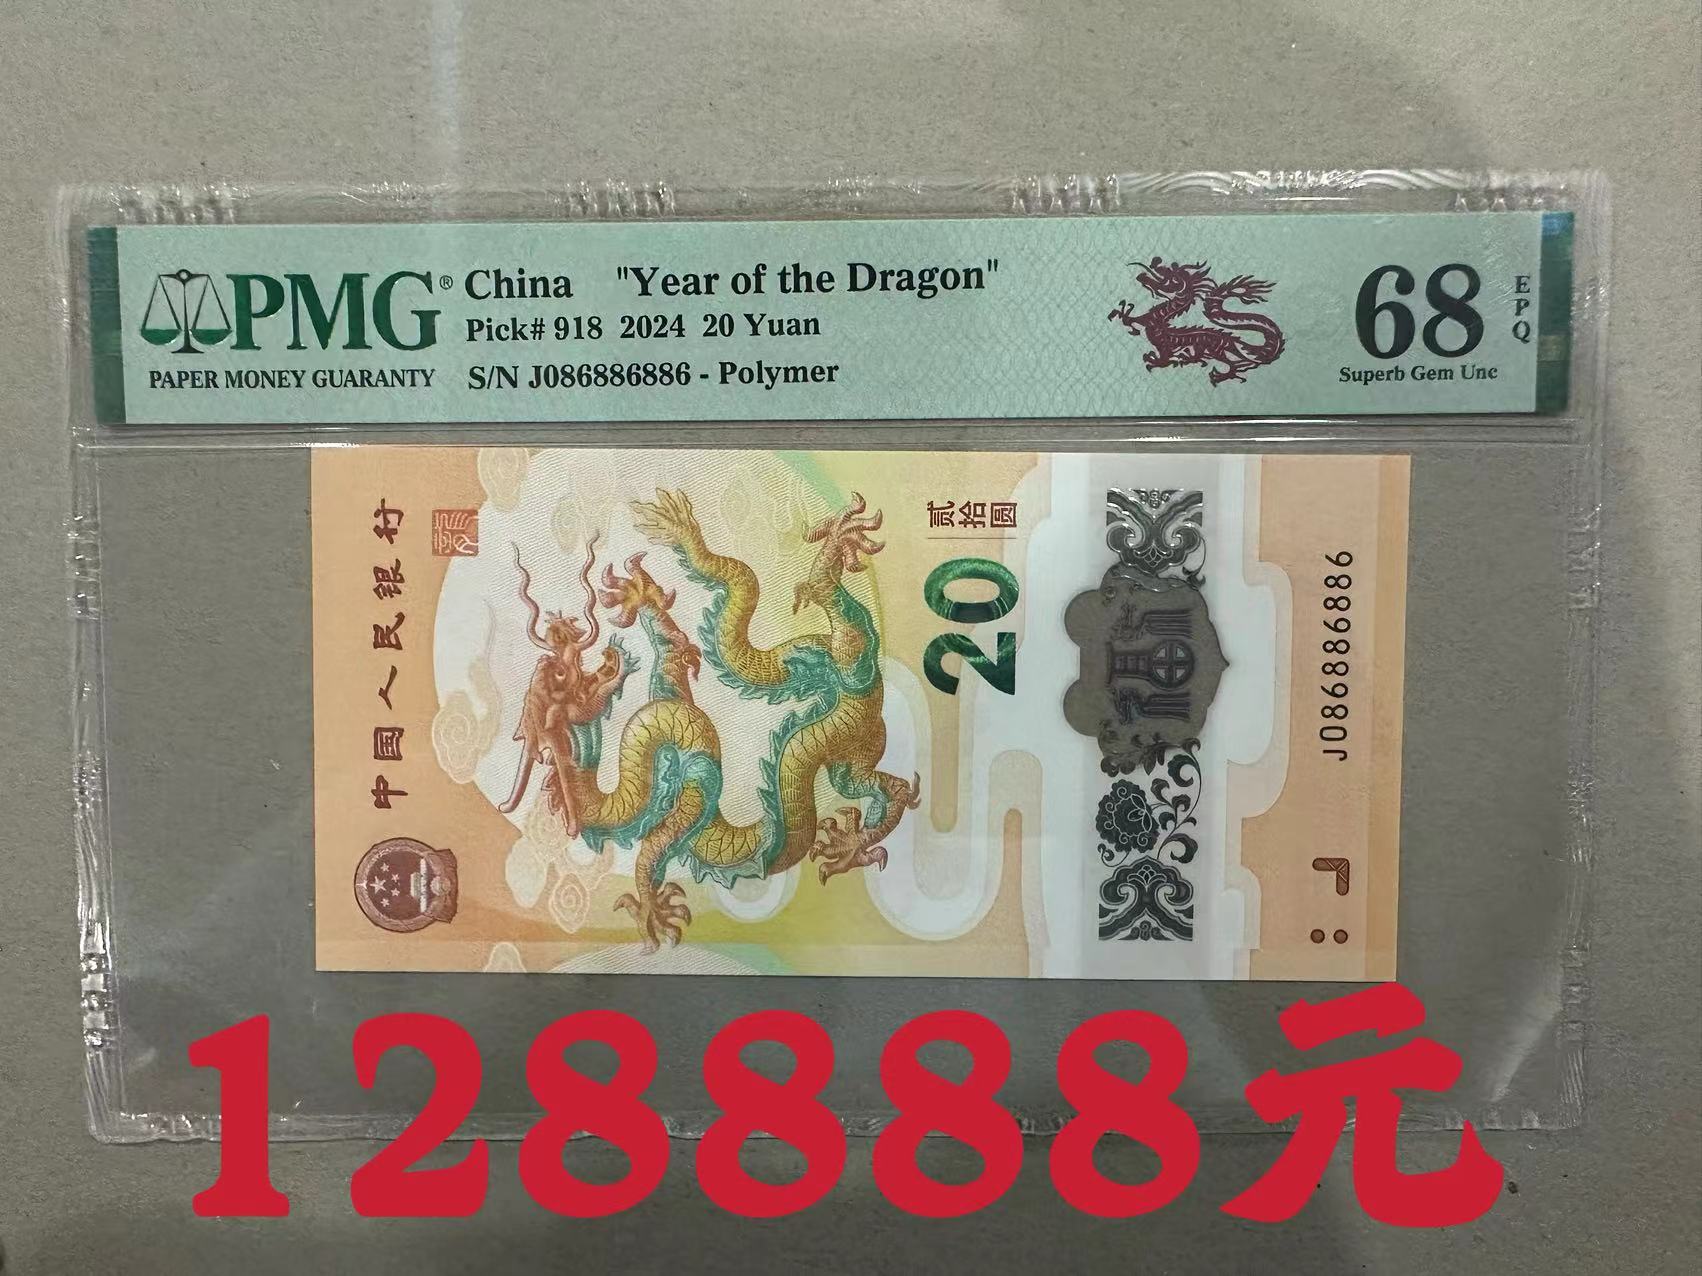 PMG® China "Year of the Dragon"
Pick# 918 2024 20 Yuan
PAPER MONEY GUARANTY S/N J086886886 - Polymer
68 EPQ
Superb Gem Unc
中国人民银行
贰拾圆
20
福
J086886886
128888元